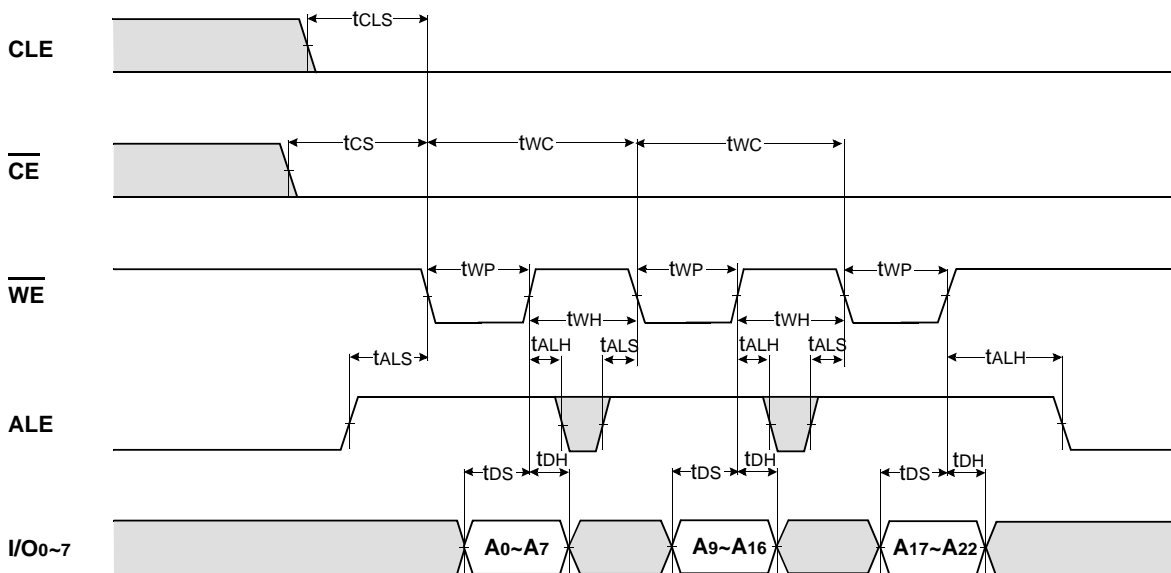 CLE
tCLS
CE
tCS
tWC
tWC
WE
tWP
tWP
tWP
tWH
tWH
tALS
tALH
tALS
tALH
tALS
tALH
ALE
tDS
tDH
tDS
tDH
tDS
tDH
I/O0~7
A0~A7
A9~A16
A17~A22